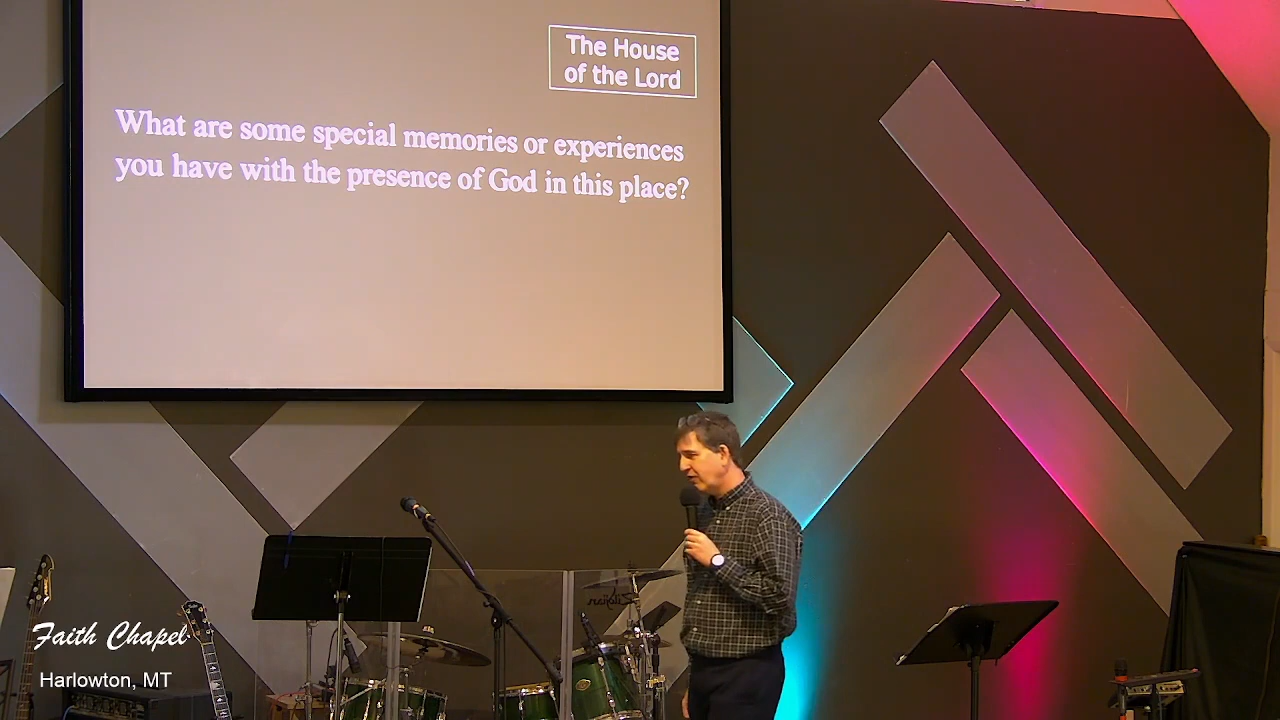 The House
of the Lord
What are some special memories or experiences
you have with the presence of God in this place?
Zildjian
Faith Chapel
Harlowton, MT